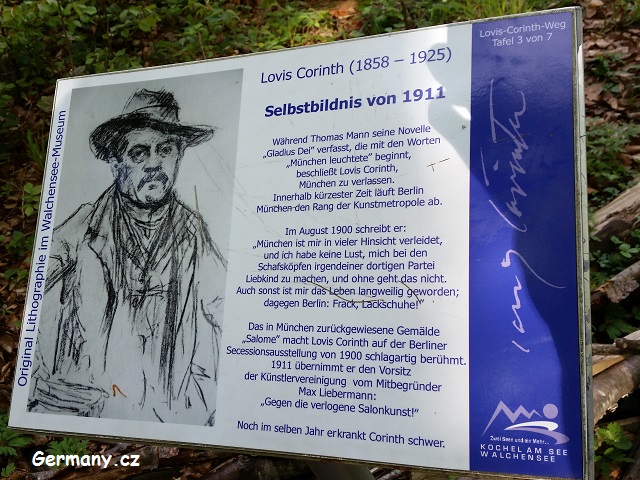 Lovis-Corinth-Weg
Tafel 3 von 7
Lovis Corinth (1858 – 1925)
Selbstbildnis von 1911
Während Thomas Mann seine Novelle
„Gladius Dei" verfasst, die mit den Worten
„München leuchtete" beginnt,
beschließt Lovis Corinth,
München zu verlassen.
Innerhalb kürzester Zeit läuft Berlin
München den Rang der Kunstmetropole ab.
Im August 1900 schreibt er:
„München ist mir in vieler Hinsicht verleidet,
und ich habe keine Lust, mich bei den
Schafsköpfen irgendeiner dortigen Partei
Liebkind zu machen, und ohne geht das nicht.
Auch sonst ist mir das Leben langweilig geworden;
dagegen Berlin: Frack, Lackschuhe!"
Das in München zurückgewiesene Gemälde
„Salome" macht Lovis Corinth auf der Berliner
Secessionsausstellung von 1900 schlagartig berühmt.
1911 übernimmt er den Vorsitz
der Künstlervereinigung vom Mitbegründer
Max Liebermann:
„Gegen die verlogene Salonkunst!"
Noch im selben Jahr erkrankt Corinth schwer.
Original Lithographie im Walchensee-Museum
Lovis Corinth
Zwei Seen und ein Mehr...
KOCHEL AM SEE
WALCHENSEE
Germany.cz